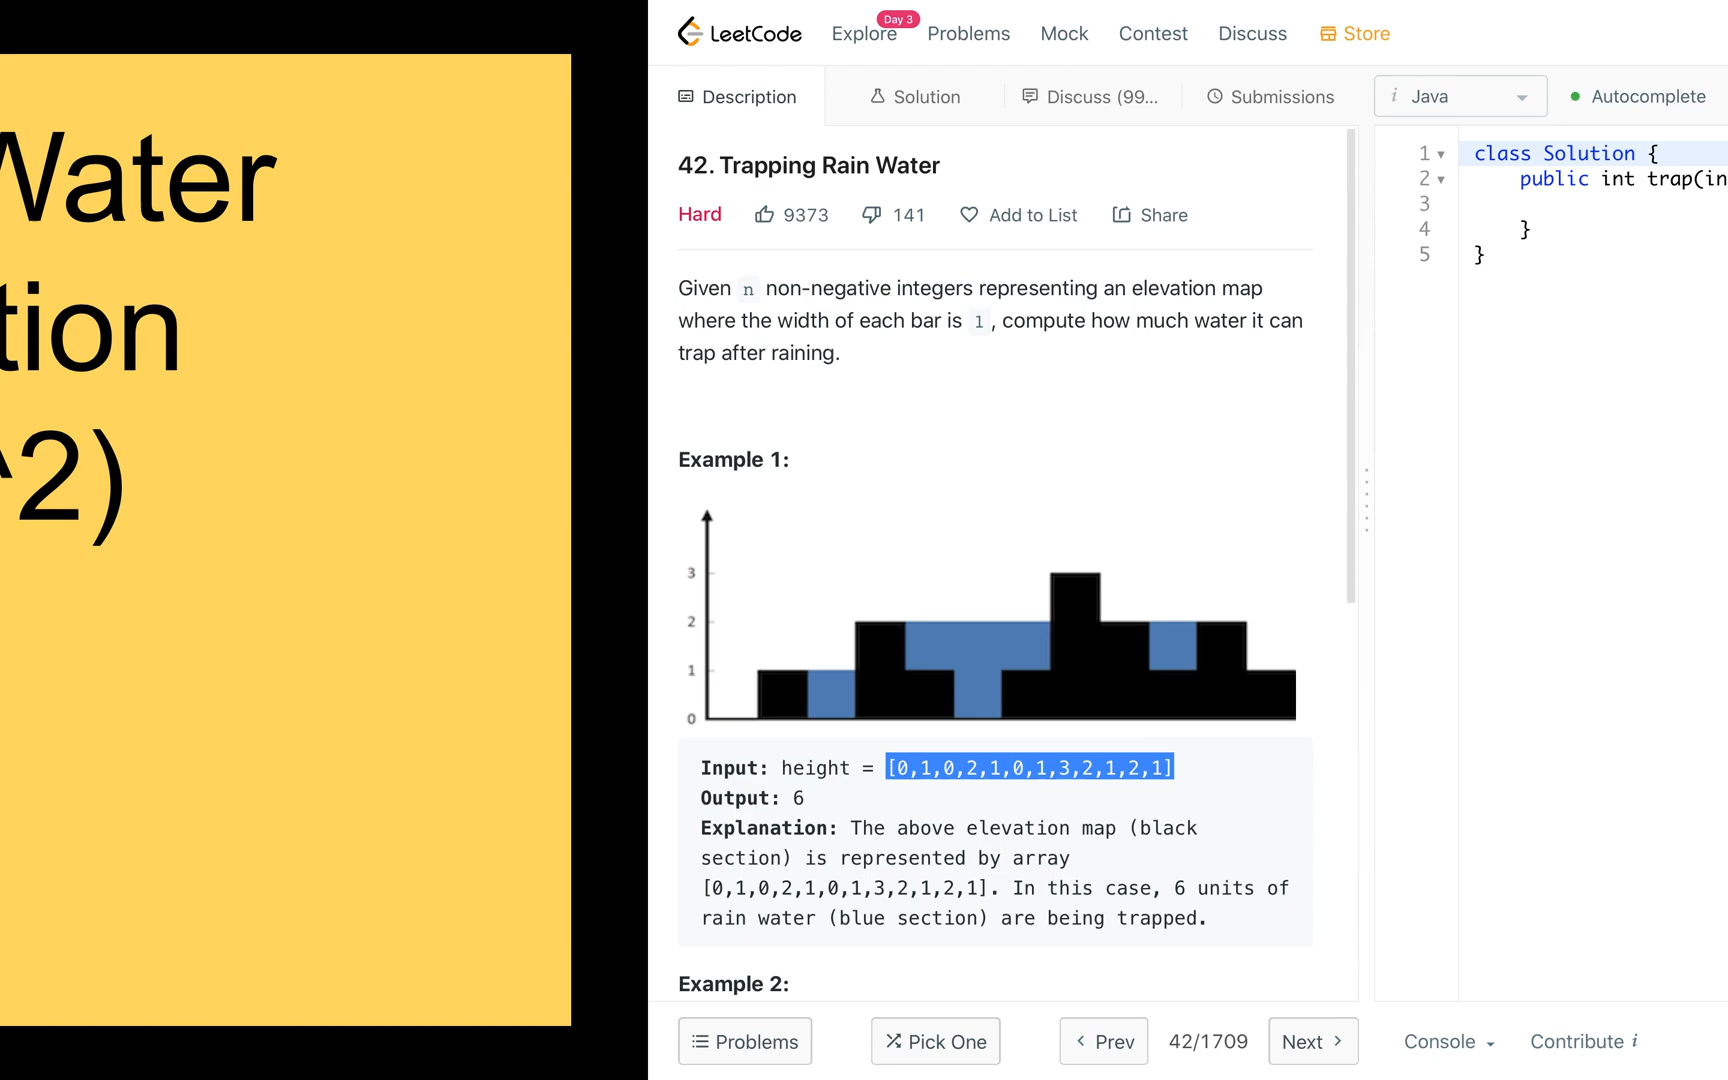 Water
tion
^2)
LeetCode
Explore
Day 3
Problems
Mock
Contest
Discuss
Store
Description
Solution
Discuss (99...
Submissions
i Java
Autocomplete
42. Trapping Rain Water
Hard
9373
141
Add to List
Share
Given n non-negative integers representing an elevation map
where the width of each bar is 1, compute how much water it can
trap after raining.
Example 1:
3
2
1
0
Input: height = [0,1,0,2,1,0,1,3,2,1,2,1]
Output: 6
Explanation: The above elevation map (black
section) is represented by array
[0,1,0,2,1,0,1,3,2,1,2,1]. In this case, 6 units of
rain water (blue section) are being trapped.
Example 2:
1 class Solution {
2 public int trap(in
3
4 }
5 }
Problems
Pick One
Prev
42/1709
Next
Console
Contribute i